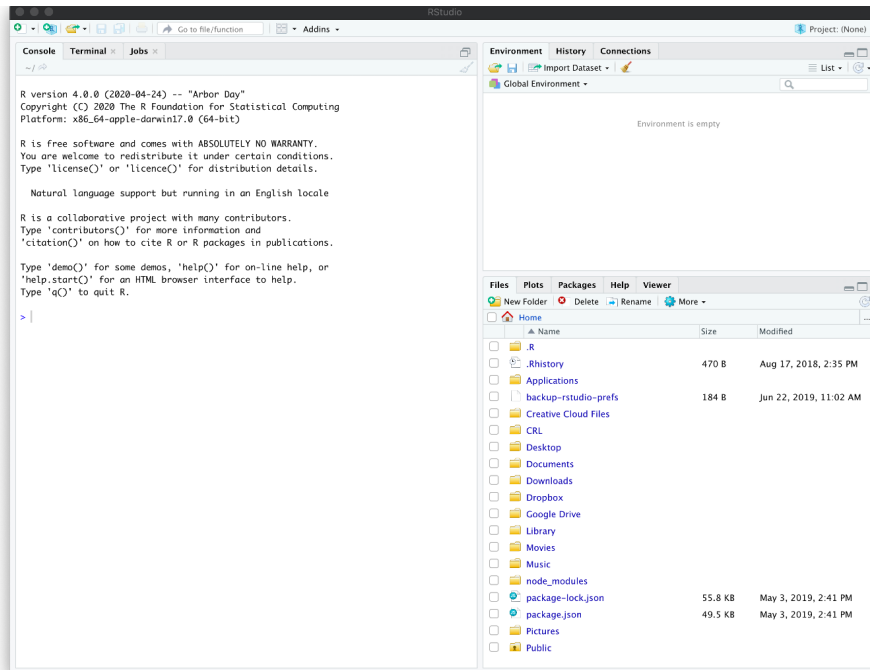 RStudio
Go to file/function
Addins
Project: (None)
Console Terminal Jobs
~/
R version 4.0.0 (2020-04-24) -- "Arbor Day"
Copyright (C) 2020 The R Foundation for Statistical Computing
Platform: x86_64-apple-darwin17.0 (64-bit)
R is free software and comes with ABSOLUTELY NO WARRANTY.
You are welcome to redistribute it under certain conditions.
Type 'license()' or 'licence()' for distribution details.
Natural language support but running in an English locale
R is a collaborative project with many contributors.
Type 'contributors()' for more information and
'citation()' on how to cite R or R packages in publications.
Type 'demo()' for some demos, 'help()' for on-line help, or
'help.start()' for an HTML browser interface to help.
Type 'q()' to quit R.
>
Environment History Connections
Import Dataset
List
Global Environment
Environment is empty
Files Plots Packages Help Viewer
New Folder Delete Rename More
Home
...
Name Size Modified
.R
.Rhistory 470 B Aug 17, 2018, 2:35 PM
Applications
backup-rstudio-prefs 184 B Jun 22, 2019, 11:02 AM
Creative Cloud Files
CRL
Desktop
Documents
Downloads
Dropbox
Google Drive
Library
Movies
Music
node_modules
package-lock.json 55.8 KB May 3, 2019, 2:41 PM
package.json 49.5 KB May 3, 2019, 2:41 PM
Pictures
Public